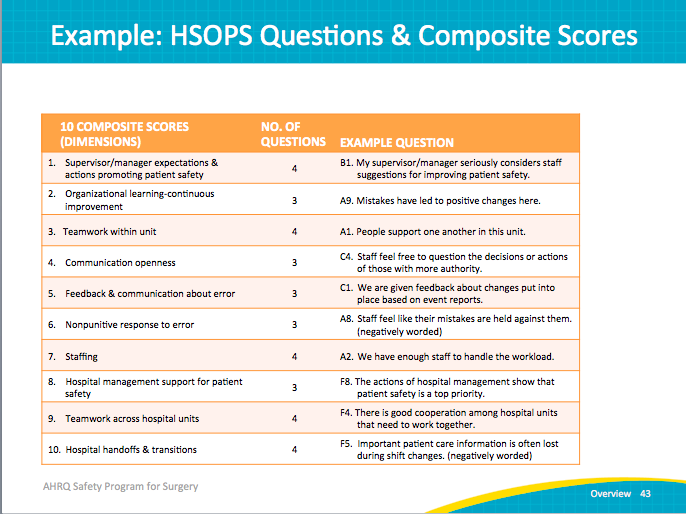 Example: HSOPS Questions & Composite Scores
10 COMPOSITE SCORES
(DIMENSIONS)
NO. OF
QUESTIONS
EXAMPLE QUESTION
1. Supervisor/manager expectations &
actions promoting patient safety
4
B1. My supervisor/manager seriously considers staff
suggestions for improving patient safety.
2. Organizational learning-continuous
improvement
3
A9. Mistakes have led to positive changes here.
3. Teamwork within unit
4
A1. People support one another in this unit.
4. Communication openness
3
C4. Staff feel free to question the decisions or actions
of those with more authority.
5. Feedback & communication about error
3
C1. We are given feedback about changes put into
place based on event reports.
6. Nonpunitive response to error
3
A8. Staff feel like their mistakes are held against them.
(negatively worded)
7. Staffing
4
A2. We have enough staff to handle the workload.
8. Hospital management support for patient
safety
3
F8. The actions of hospital management show that
patient safety is a top priority.
9. Teamwork across hospital units
4
F4. There is good cooperation among hospital units
that need to work together.
10. Hospital handoffs & transitions
4
F5. Important patient care information is often lost
during shift changes. (negatively worded)
AHRQ Safety Program for Surgery
Overview 43